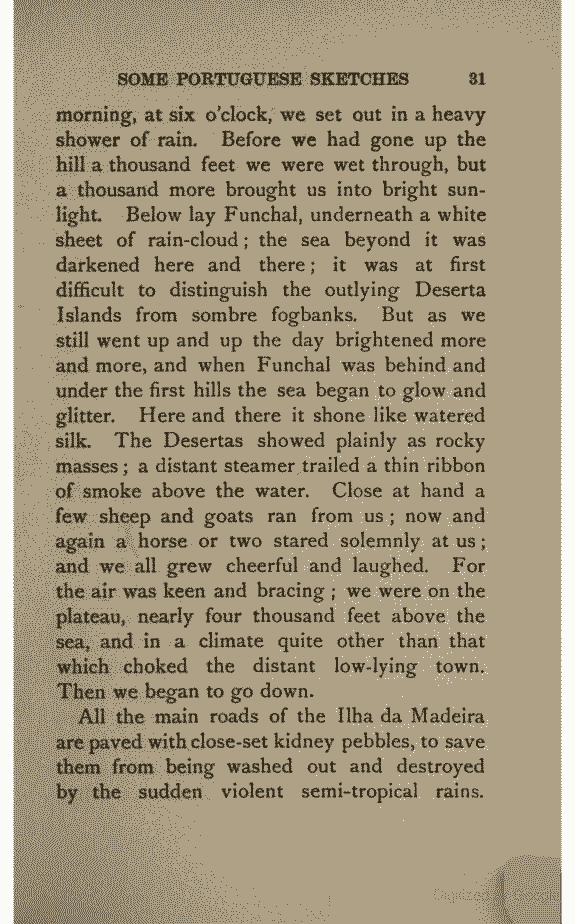 SOME PORTUGUESE SKETCHES 31
morning, at six o'clock, we set out in a heavy
shower of rain. Before we had gone up the
hill a thousand feet we were wet through, but
a thousand more brought us into bright sun-
light. Below lay Funchal, underneath a white
sheet of rain-cloud; the sea beyond it was
darkened here and there; it was at first
difficult to distinguish the outlying Deserta
Islands from sombre fogbanks. But as we
still went up and up the day brightened more
and more, and when Funchal was behind and
under the first hills the sea began to glow and
glitter. Here and there it shone like watered
silk. The Desertas showed plainly as rocky
masses; a distant steamer trailed a thin ribbon
of smoke above the water. Close at hand a
few sheep and goats ran from us; now and
again a horse or two stared solemnly at us;
and we all grew cheerful and laughed. For
the air was keen and bracing; we were on the
plateau, nearly four thousand feet above the
sea, and in a climate quite other than that
which choked the distant low-lying town.
Then we began to go down.
All the main roads of the Ilha da Madeira
are paved with close-set kidney pebbles, to save
them from being washed out and destroyed
by the sudden violent semi-tropical rains.
Digitized by Google